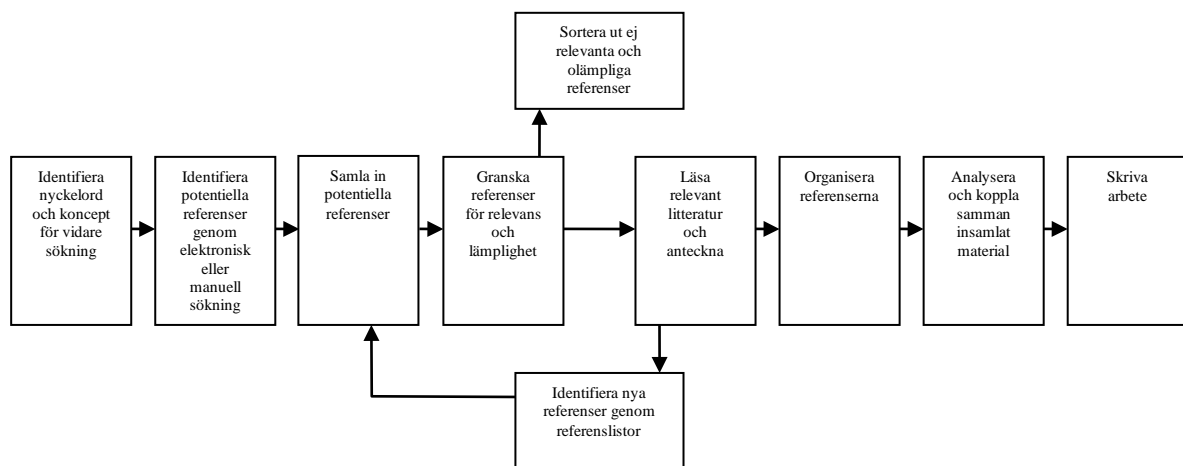 Sortera ut ej
relevanta och
olämpliga
referenser
Identifiera
nyckelord
och koncept
för vidare
sökning
Identifiera
potentiella
referenser
genom
elektronisk
eller
manuell
sökning
Samla in
potentiella
referenser
Granska
referenser
för relevans
och
lämplighet
Läsa
relevant
litteratur
och
anteckna
Organisera
referenserna
Analysera
och koppla
samman
insamlat
material
Skriva
arbete
Identifiera nya
referenser genom
referenslistor